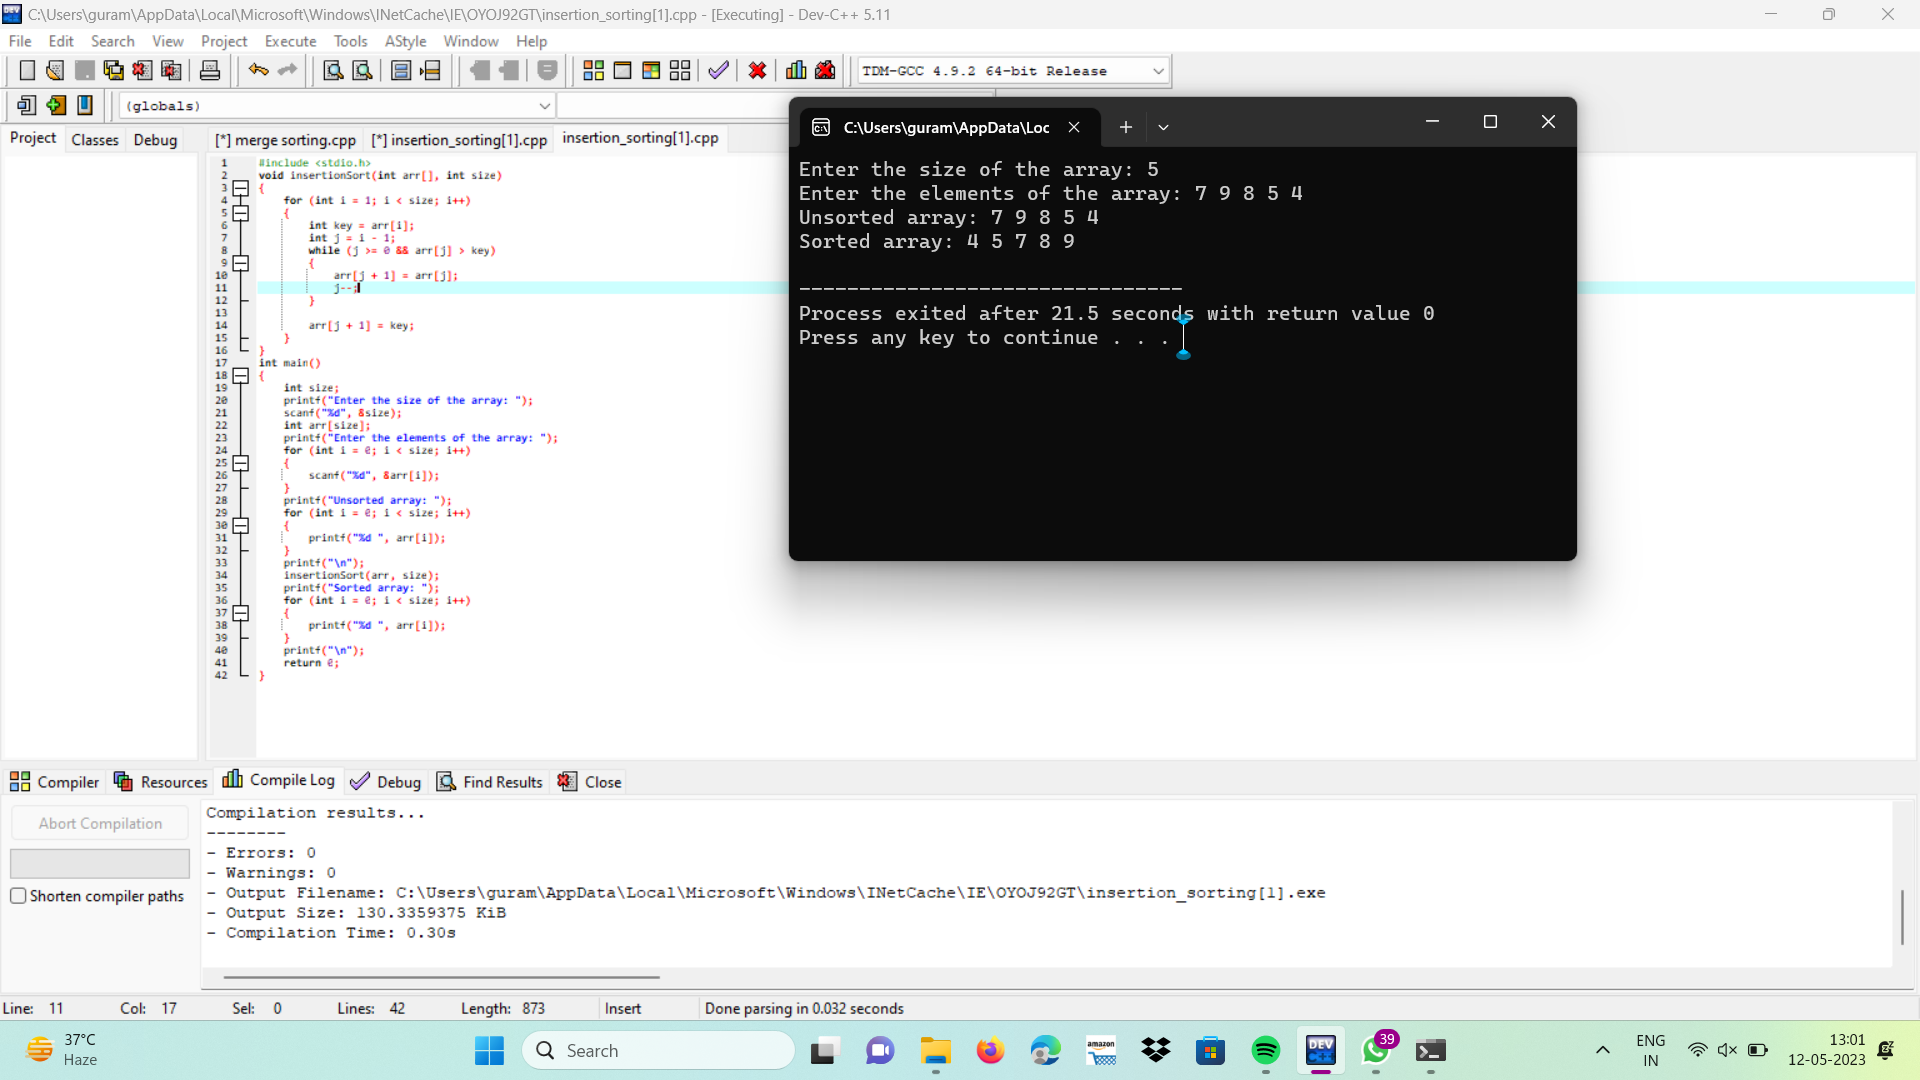 C:\Users\guram\AppData\Local\Microsoft\Windows\INetCache\IE\OYOJ92GT\insertion_sorting[1].cpp - [Executing] - Dev-C++ 5.11
File Edit Search View Project Execute Tools AStyle Window Help
TDM-GCC 4.9.2 64-bit Release
(globals)
Project Classes Debug
[*] merge sorting.cpp [*] insertion_sorting[1].cpp insertion_sorting[1].cpp
1 #include <stdio.h>
2 void insertionSort(int arr[], int size)
3 {
4 for (int i = 1; i < size; i++)
5 {
6 int key = arr[i];
7 int j = i - 1;
8 while (j >= 0 && arr[j] > key)
9 {
10 arr[j + 1] = arr[j];
11 j--;
12 }
13
14 arr[j + 1] = key;
15 }
16 }
17 int main()
18 {
19 int size;
20 printf("Enter the size of the array: ");
21 scanf("%d", &size);
22 int arr[size];
23 printf("Enter the elements of the array: ");
24 for (int i = 0; i < size; i++)
25 {
26 scanf("%d", &arr[i]);
27 }
28 printf("Unsorted array: ");
29 for (int i = 0; i < size; i++)
30 {
31 printf("%d ", arr[i]);
32 }
33 printf("\n");
34 insertionSort(arr, size);
35 printf("Sorted array: ");
36 for (int i = 0; i < size; i++)
37 {
38 printf("%d ", arr[i]);
39 }
40 printf("\n");
41 return 0;
42 }
C:\Users\guram\AppData\Loc
Enter the size of the array: 5
Enter the elements of the array: 7 9 8 5 4
Unsorted array: 7 9 8 5 4
Sorted array: 4 5 7 8 9
--------------------------------
Process exited after 21.5 seconds with return value 0
Press any key to continue . . .
Compiler Resources Compile Log Debug Find Results Close
Abort Compilation
Shorten compiler paths
Compilation results...
--------
- Errors: 0
- Warnings: 0
- Output Filename: C:\Users\guram\AppData\Local\Microsoft\Windows\INetCache\IE\OYOJ92GT\insertion_sorting[1].exe
- Output Size: 130.3359375 KiB
- Compilation Time: 0.30s
Line: 11 Col: 17 Sel: 0 Lines: 42 Length: 873 Insert Done parsing in 0.032 seconds
37°C
Haze
Search
amazon
DEV
39
ENG
IN
13:01
12-05-2023